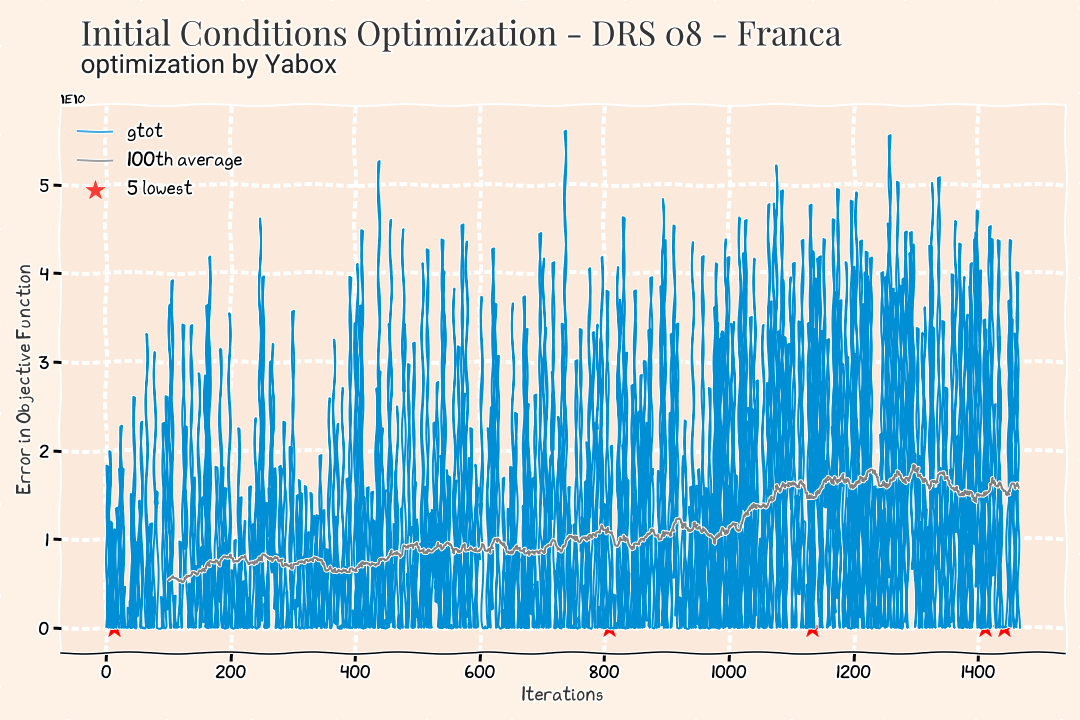 Initial Conditions Optimization - DRS 08 - Franca
optimization by Yabox
1E10
gtot
100th average
5 lowest
Error in Objective Function
5
4
3
2
1
0
0 200 400 600 800 1000 1200 1400
Iterations